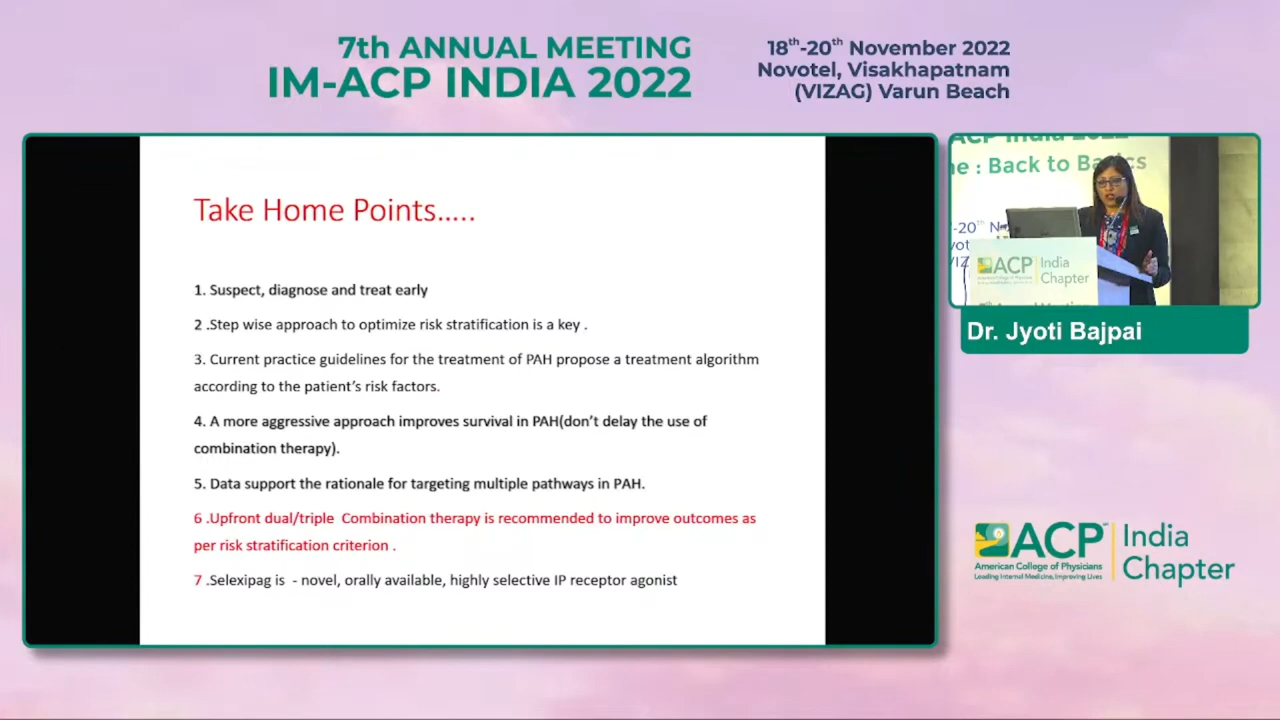 7th ANNUAL MEETING
IM-ACP INDIA 2022
18th-20th November 2022
Novotel, Visakhapatnam
(VIZAG) Varun Beach
Take Home Points.....
1. Suspect, diagnose and treat early
2 .Step wise approach to optimize risk stratification is a key .
3. Current practice guidelines for the treatment of PAH propose a treatment algorithm
according to the patient's risk factors.
4. A more aggressive approach improves survival in PAH(don't delay the use of
combination therapy).
5. Data support the rationale for targeting multiple pathways in PAH.
6 .Upfront dual/triple Combination therapy is recommended to improve outcomes as
per risk stratification criterion .
7 .Selexipag is - novel, orally available, highly selective IP receptor agonist
ACP India 2022
: Back to Basics
-20th
ACP India
Chapter
Dr. Jyoti Bajpai
ACP
American College of Physicians
Leading Internal Medicine, Improving Lives
India
Chapter